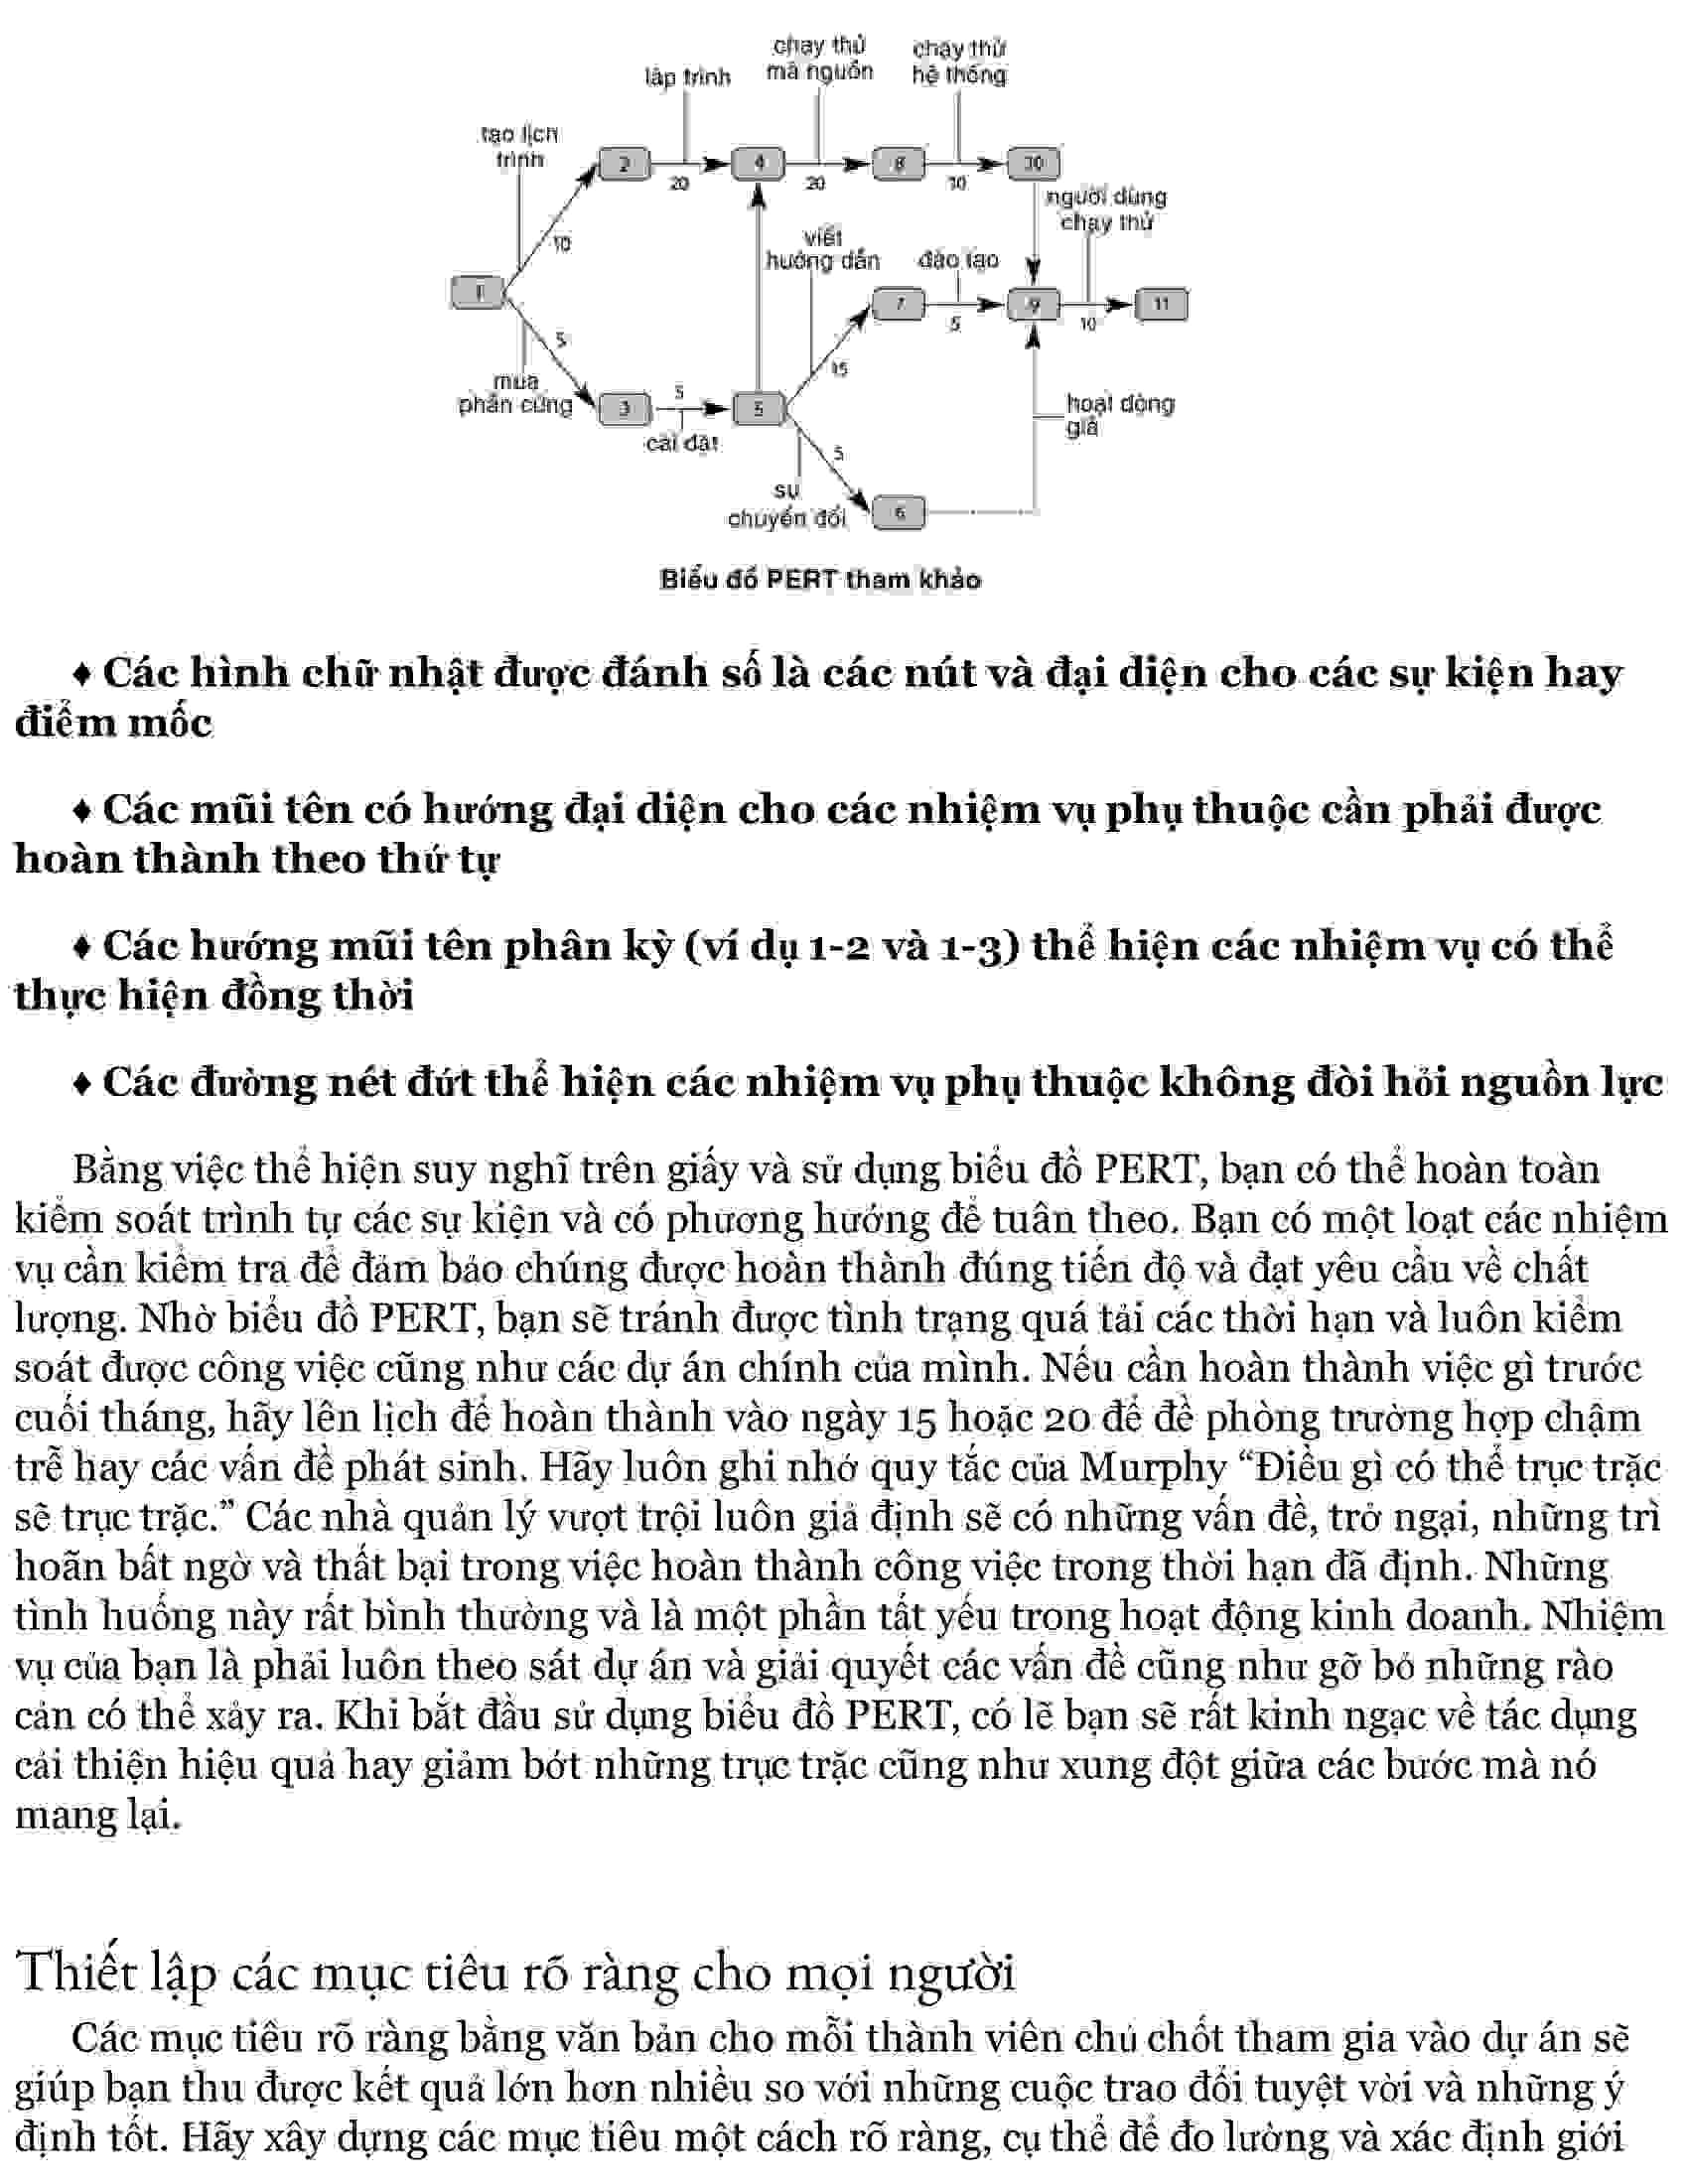 chạy thử
mã nguồn
chạy thử
hệ thống
lập trình
tạo lịch
trình
2
20
4
20
8
10
10
người dùng
chạy thử
10
viết
hướng dẫn
đào tạo
1
7
5
9
10
11
5
15
mua
phần cứng
3
5
cài đặt
5
hoạt động
giả
5
sự
chuyển đổi
6
Biểu đồ PERT tham khảo
♦ Các hình chữ nhật được đánh số là các nút và đại diện cho các sự kiện hay
điểm mốc
♦ Các mũi tên có hướng đại diện cho các nhiệm vụ phụ thuộc cần phải được
hoàn thành theo thứ tự
♦ Các hướng mũi tên phân kỳ (ví dụ 1-2 và 1-3) thể hiện các nhiệm vụ có thể
thực hiện đồng thời
♦ Các đường nét đứt thể hiện các nhiệm vụ phụ thuộc không đòi hỏi nguồn lực
Bằng việc thể hiện suy nghĩ trên giấy và sử dụng biểu đồ PERT, bạn có thể hoàn toàn
kiểm soát trình tự các sự kiện và có phương hướng để tuân theo. Bạn có một loạt các nhiệm
vụ cần kiểm tra để đảm bảo chúng được hoàn thành đúng tiến độ và đạt yêu cầu về chất
lượng. Nhờ biểu đồ PERT, bạn sẽ tránh được tình trạng quá tải các thời hạn và luôn kiểm
soát được công việc cũng như các dự án chính của mình. Nếu cần hoàn thành việc gì trước
cuối tháng, hãy lên lịch để hoàn thành vào ngày 15 hoặc 20 để đề phòng trường hợp chậm
trễ hay các vấn đề phát sinh. Hãy luôn ghi nhớ quy tắc của Murphy “Điều gì có thể trục trặc
sẽ trục trặc.” Các nhà quản lý vượt trội luôn giả định sẽ có những vấn đề, trở ngại, những trì
hoãn bất ngờ và thất bại trong việc hoàn thành công việc trong thời hạn đã định. Những
tình huống này rất bình thường và là một phần tất yếu trong hoạt động kinh doanh. Nhiệm
vụ của bạn là phải luôn theo sát dự án và giải quyết các vấn đề cũng như gỡ bỏ những rào
cản có thể xảy ra. Khi bắt đầu sử dụng biểu đồ PERT, có lẽ bạn sẽ rất kinh ngạc về tác dụng
cải thiện hiệu quả hay giảm bớt những trục trặc cũng như xung đột giữa các bước mà nó
mang lại.
Thiết lập các mục tiêu rõ ràng cho mọi người
Các mục tiêu rõ ràng bằng văn bản cho mỗi thành viên chủ chốt tham gia vào dự án sẽ
giúp bạn thu được kết quả lớn hơn nhiều so với những cuộc trao đổi tuyệt vời và những ý
định tốt. Hãy xây dựng các mục tiêu một cách rõ ràng, cụ thể để đo lường và xác định giới